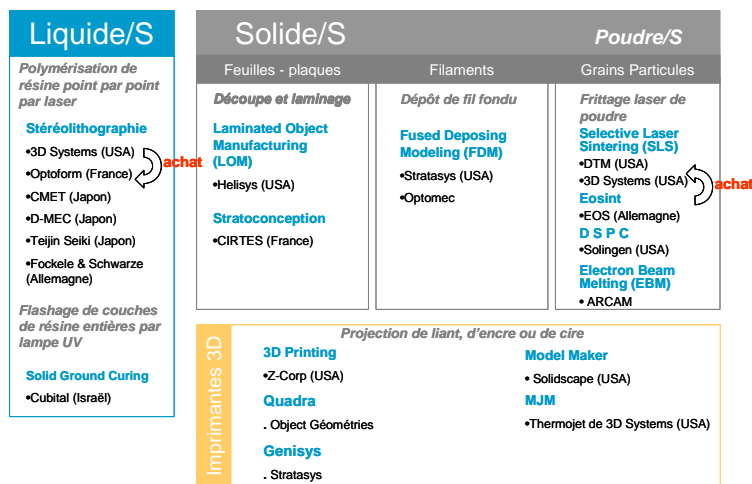 Liquide/S
Polymérisation de
résine point par point
par laser
Stéréolithographie
•3D Systems (USA)
achat
•Optoform (France)
•CMET (Japon)
•D-MEC (Japon)
•Teijin Seiki (Japon)
•Fockele & Schwarze
(Allemagne)
Flashage de couches
de résine entières par
lampe UV
Solid Ground Curing
•Cubital (Israël)
Solide/S
Poudre/S
Feuilles - plaques
Découpe et laminage
Laminated Object
Manufacturing
(LOM)
•Helisys (USA)
Stratoconception
•CIRTES (France)
Filaments
Dépôt de fil fondu
Fused Deposing
Modeling (FDM)
•Stratasys (USA)
•Optomec
Grains Particules
Frittage laser de
poudre
Selective Laser
Sintering (SLS)
•DTM (USA)
•3D Systems (USA)
achat
Eosint
•EOS (Allemagne)
D S P C
•Solingen (USA)
Electron Beam
Melting (EBM)
• ARCAM
Imprimantes 3D
Projection de liant, d'encre ou de cire
3D Printing
•Z-Corp (USA)
Quadra
. Object Géométries
Genisys
. Stratasys
Model Maker
• Solidscape (USA)
MJM
•Thermojet de 3D Systems (USA)